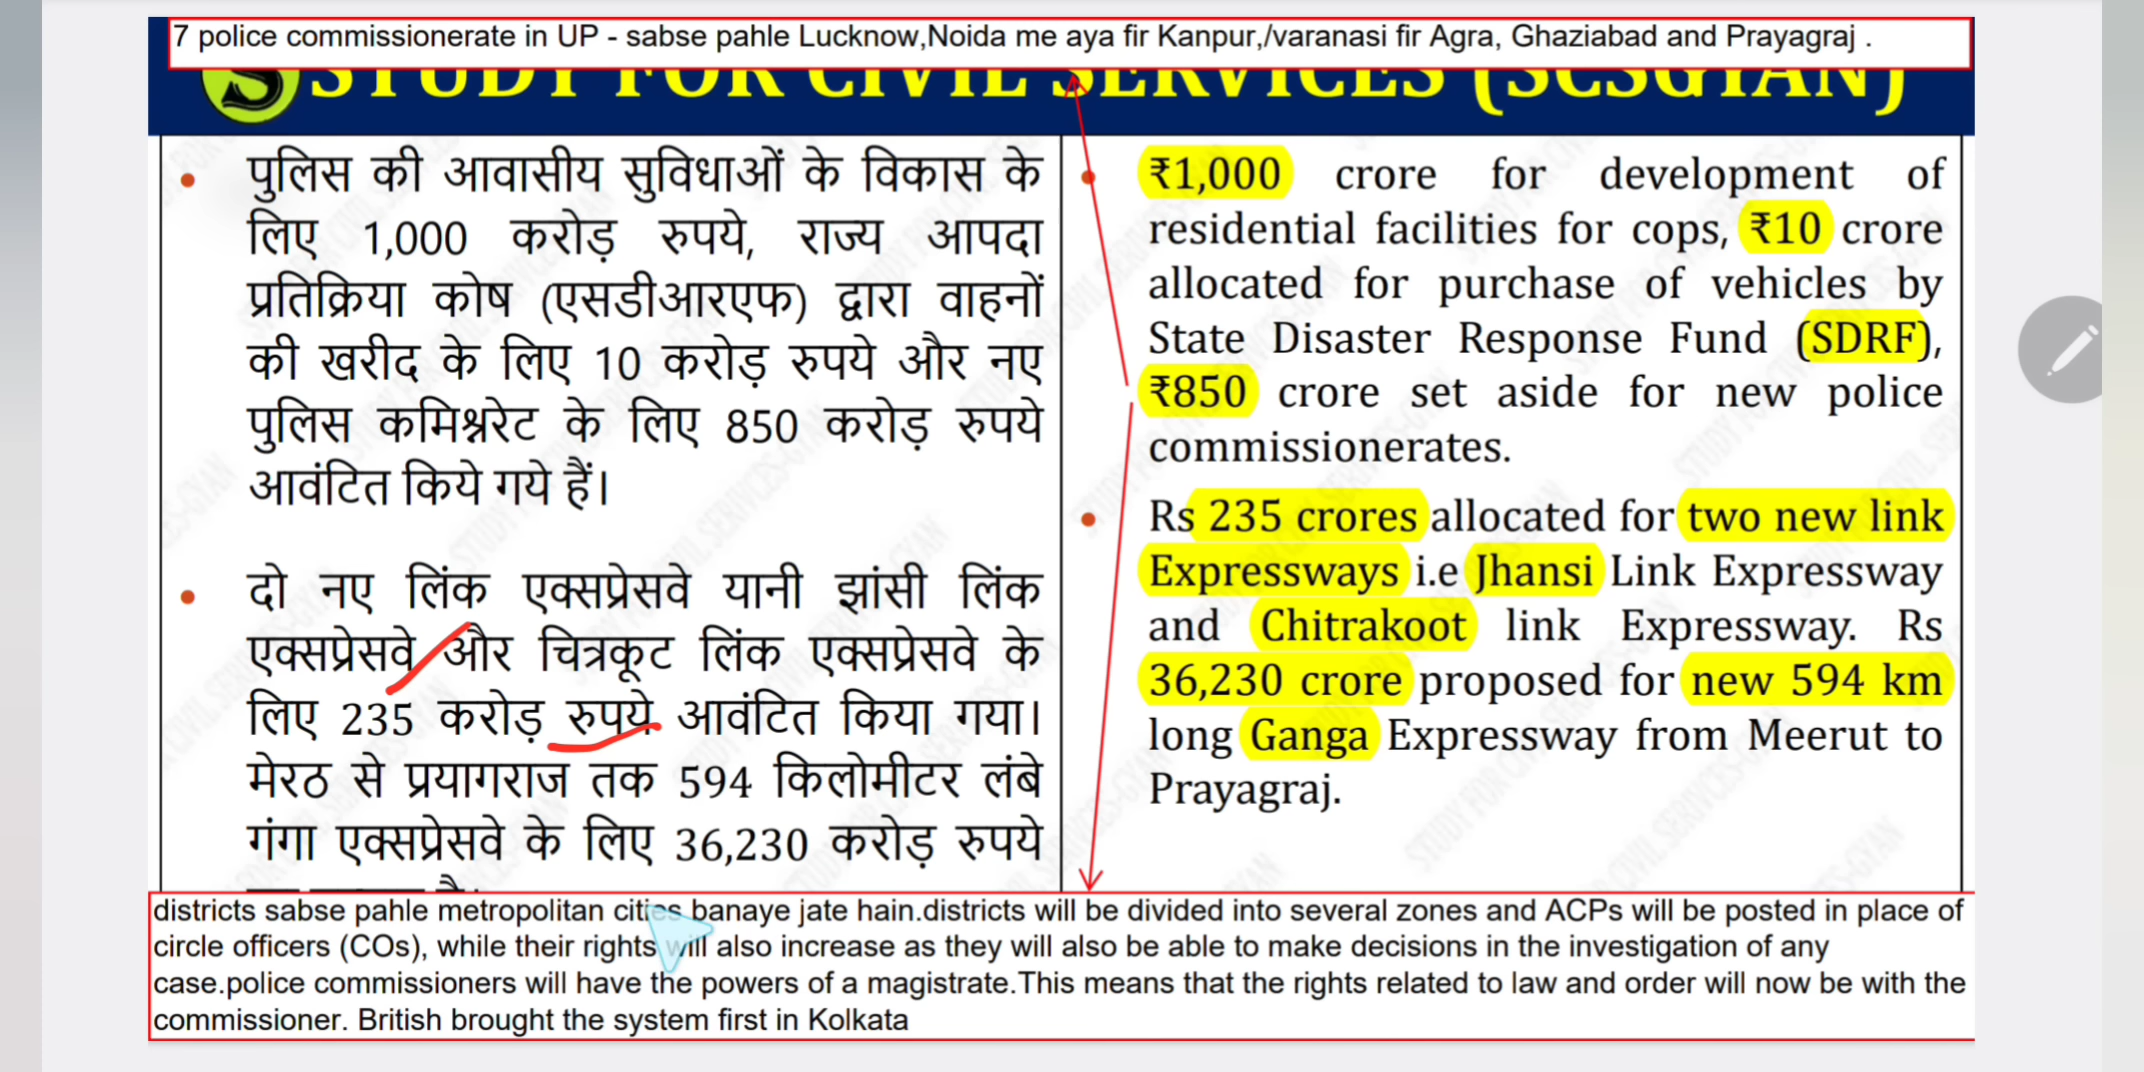 7 police commissionerate in UP - sabse pahle Lucknow,Noida me aya fir Kanpur,/varanasi fir Agra, Ghaziabad and Prayagraj .
STUDY FOR CIVIL SERVICES (SCSGYAN)
पुलिस की आवासीय सुविधाओं के विकास के
लिए 1,000 करोड़ रुपये, राज्य आपदा
प्रतिक्रिया कोष (एसडीआरएफ) द्वारा वाहनों
की खरीद के लिए 10 करोड़ रुपये और नए
पुलिस कमिश्नरेट के लिए 850 करोड़ रुपये
आवंटित किये गये हैं।
दो नए लिंक एक्सप्रेसवे यानी झांसी लिंक
एक्सप्रेसवे और चित्रकूट लिंक एक्सप्रेसवे के
लिए 235 करोड़ रुपये आवंटित किया गया।
मेरठ से प्रयागराज तक 594 किलोमीटर लंबे
गंगा एक्सप्रेसवे के लिए 36,230 करोड़ रुपये
₹1,000 crore for development of
residential facilities for cops, ₹10 crore
allocated for purchase of vehicles by
State Disaster Response Fund (SDRF),
₹850 crore set aside for new police
commissionerates.
Rs 235 crores allocated for two new link
Expressways i.e Jhansi Link Expressway
and Chitrakoot link Expressway. Rs
36,230 crore proposed for new 594 km
long Ganga Expressway from Meerut to
Prayagraj.
districts sabse pahle metropolitan cities banaye jate hain.districts will be divided into several zones and ACPs will be posted in place of
circle officers (COs), while their rights will also increase as they will also be able to make decisions in the investigation of any
case.police commissioners will have the powers of a magistrate.This means that the rights related to law and order will now be with the
commissioner. British brought the system first in Kolkata